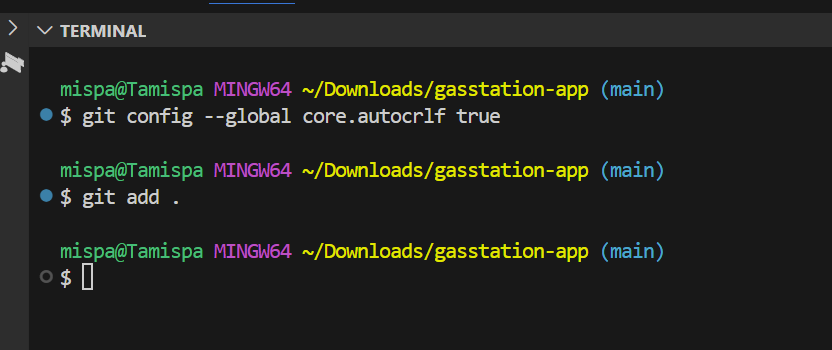 TERMINAL
mispa@Tamispa MINGW64 ~/Downloads/gasstation-app (main)
$ git config --global core.autocrlf true
mispa@Tamispa MINGW64 ~/Downloads/gasstation-app (main)
$ git add .
mispa@Tamispa MINGW64 ~/Downloads/gasstation-app (main)
$